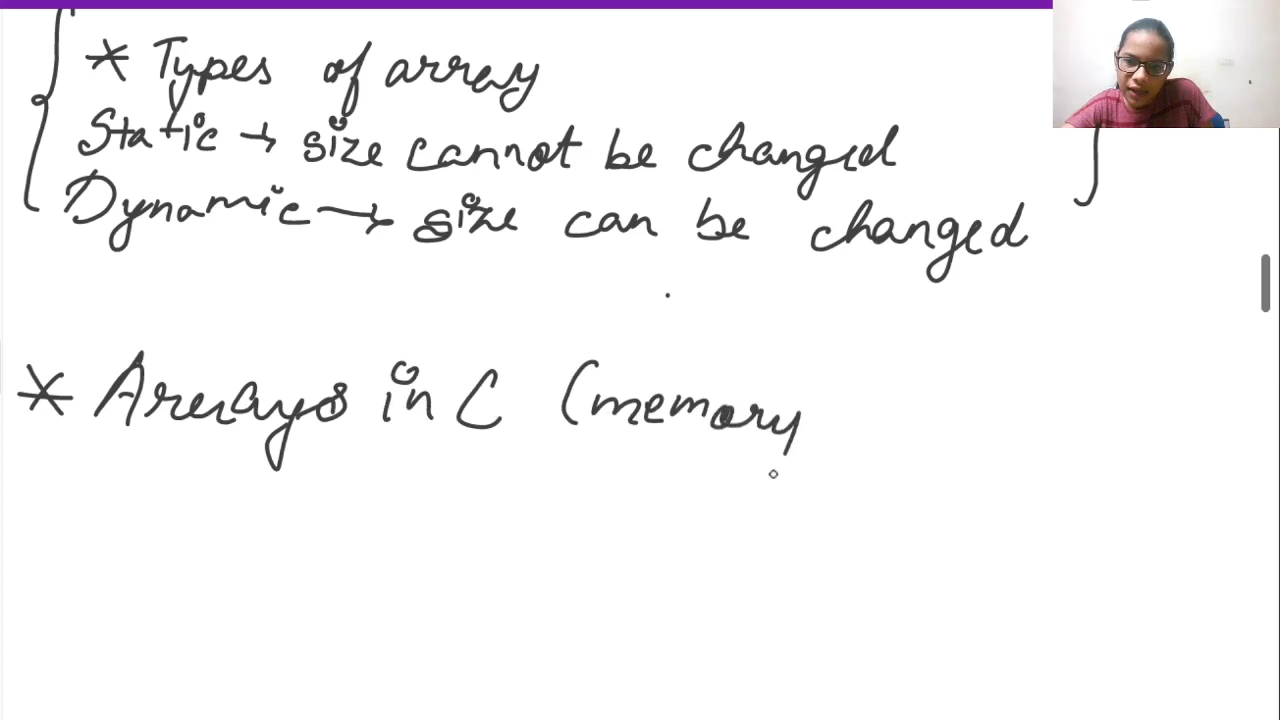 * Types of array
Static → size cannot be changed
Dynamic → size can be changed
* Arrays in C (memory